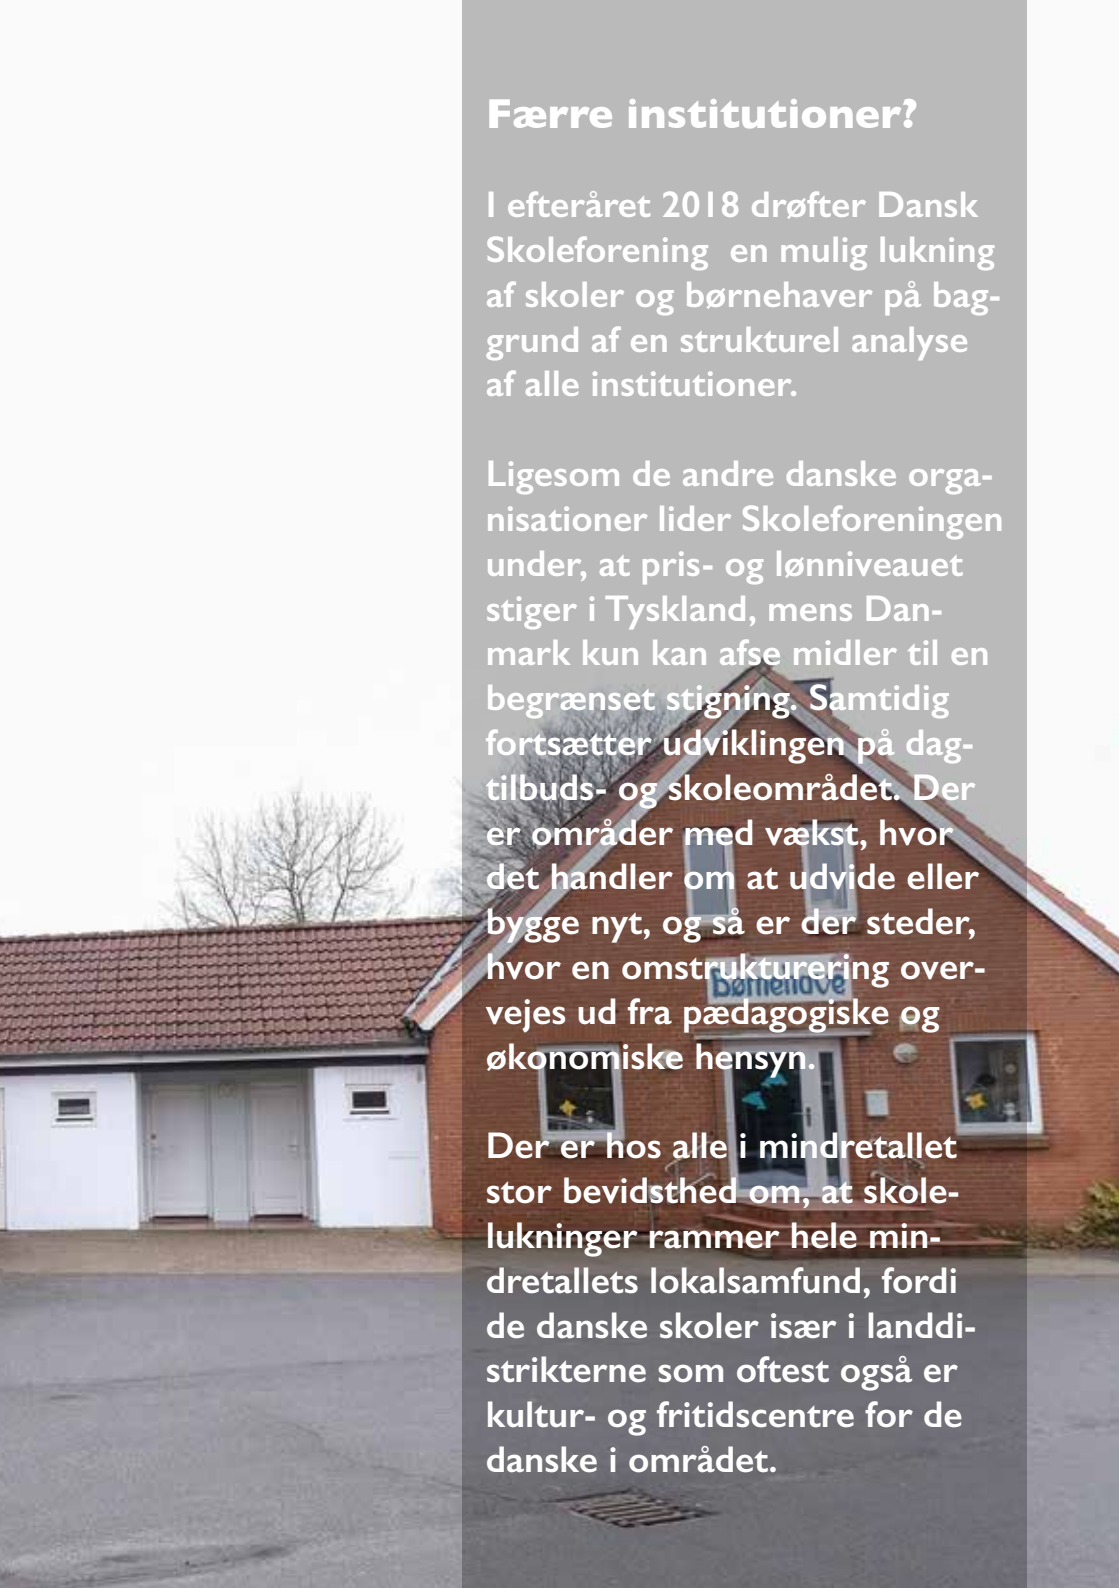 Færre institutioner?
I efteråret 2018 drøfter Dansk
Skoleforening en mulig lukning
af skoler og børnehaver på bag-
grund af en strukturel analyse
af alle institutioner.
Ligesom de andre danske orga-
nisationer lider Skoleforeningen
under, at pris- og lønniveauet
stiger i Tyskland, mens Dan-
mark kun kan afse midler til en
begrænset stigning. Samtidig
fortsætter udviklingen på dag-
tilbuds- og skoleområdet. Der
er områder med vækst, hvor
det handler om at udvide eller
bygge nyt, og så er der steder,
hvor en omstrukturering over-
vejes ud fra pædagogiske og
økonomiske hensyn.
Der er hos alle i mindretallet
stor bevidsthed om, at skole-
lukninger rammer hele min-
dretallets lokalsamfund, fordi
de danske skoler især i landdi-
strikterne som oftest også er
kultur- og fritidscentre for de
danske i området.
Børnehave